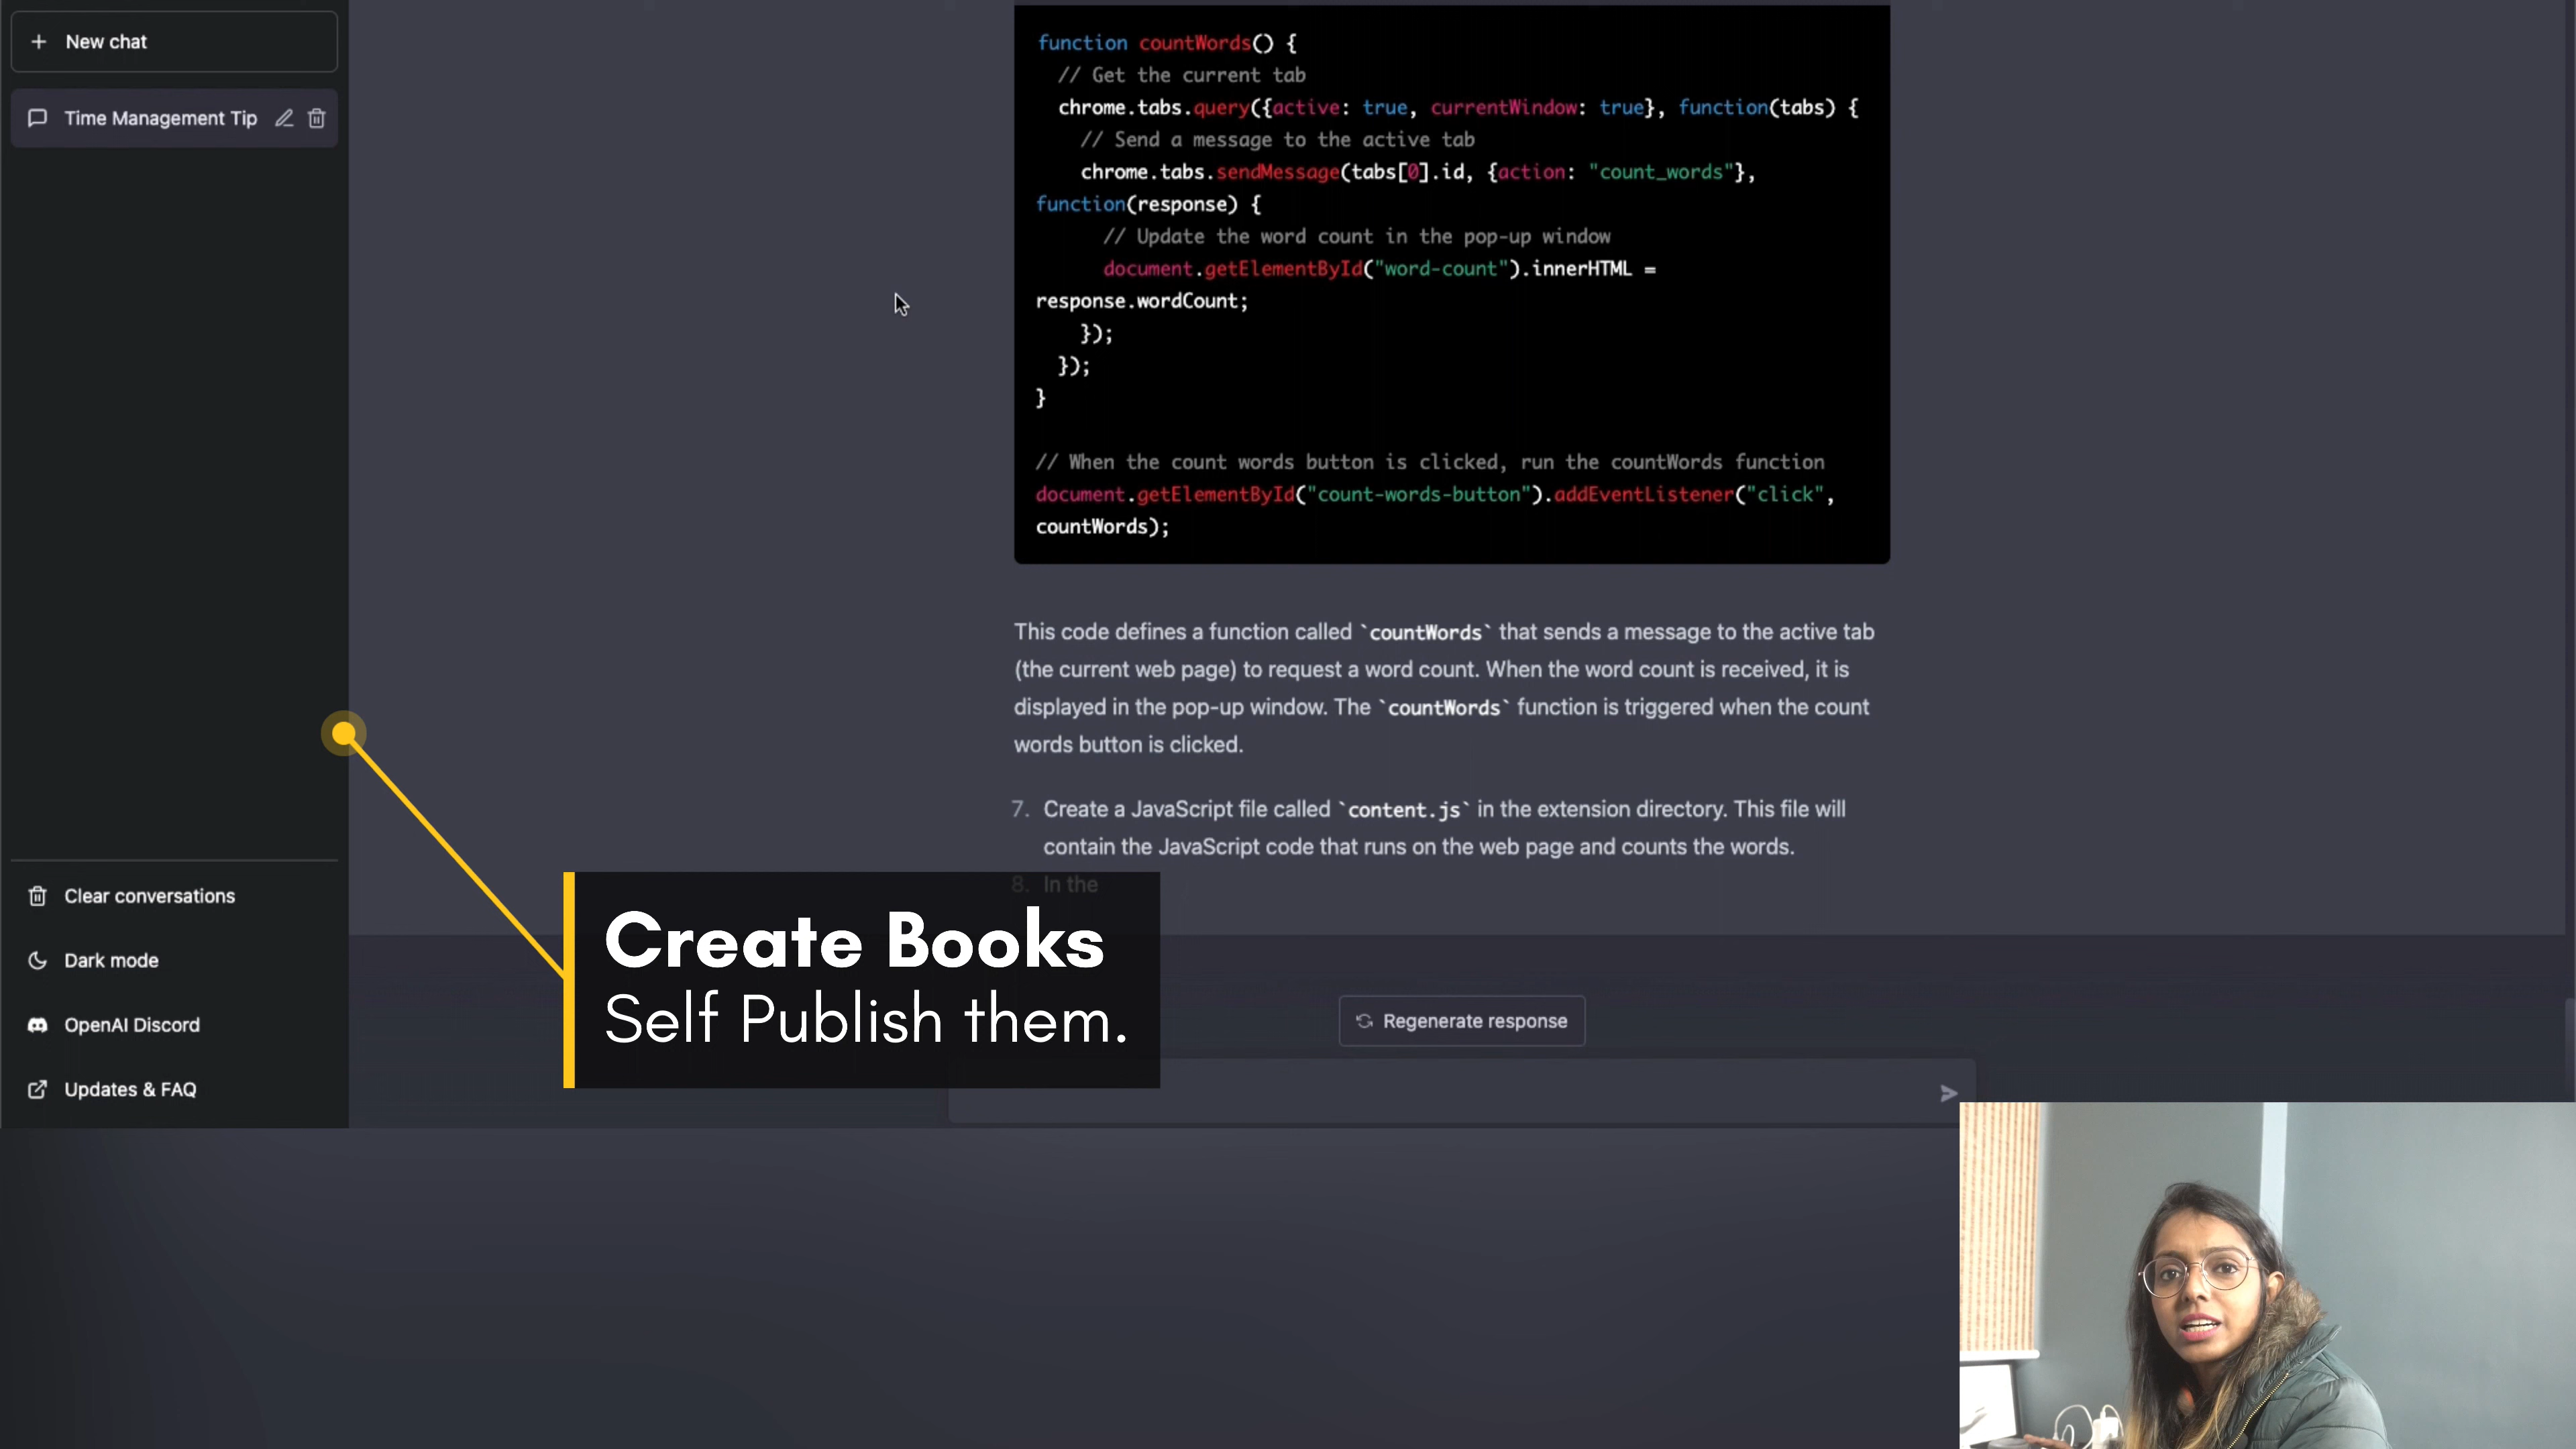 New chat
Time Management Tip
function countWords() {
// Get the current tab
chrome.tabs.query({active: true, currentWindow: true}, function(tabs) {
// Send a message to the active tab
chrome.tabs.sendMessage(tabs[0].id, {action: "count_words"},
function(response) {
// Update the word count in the pop-up window
document.getElementById("word-count").innerHTML =
response.wordCount;
});
});
}
// When the count words button is clicked, run the countWords function
document.getElementById("count-words-button").addEventListener("click",
countWords);
This code defines a function called `countWords` that sends a message to the active tab
(the current web page) to request a word count. When the word count is received, it is
displayed in the pop-up window. The `countWords` function is triggered when the count
words button is clicked.
7. Create a JavaScript file called `content.js` in the extension directory. This file will
contain the JavaScript code that runs on the web page and counts the words.
8. In the
Create Books
Self Publish them.
Regenerate response
Clear conversations
Dark mode
OpenAI Discord
Updates & FAQ